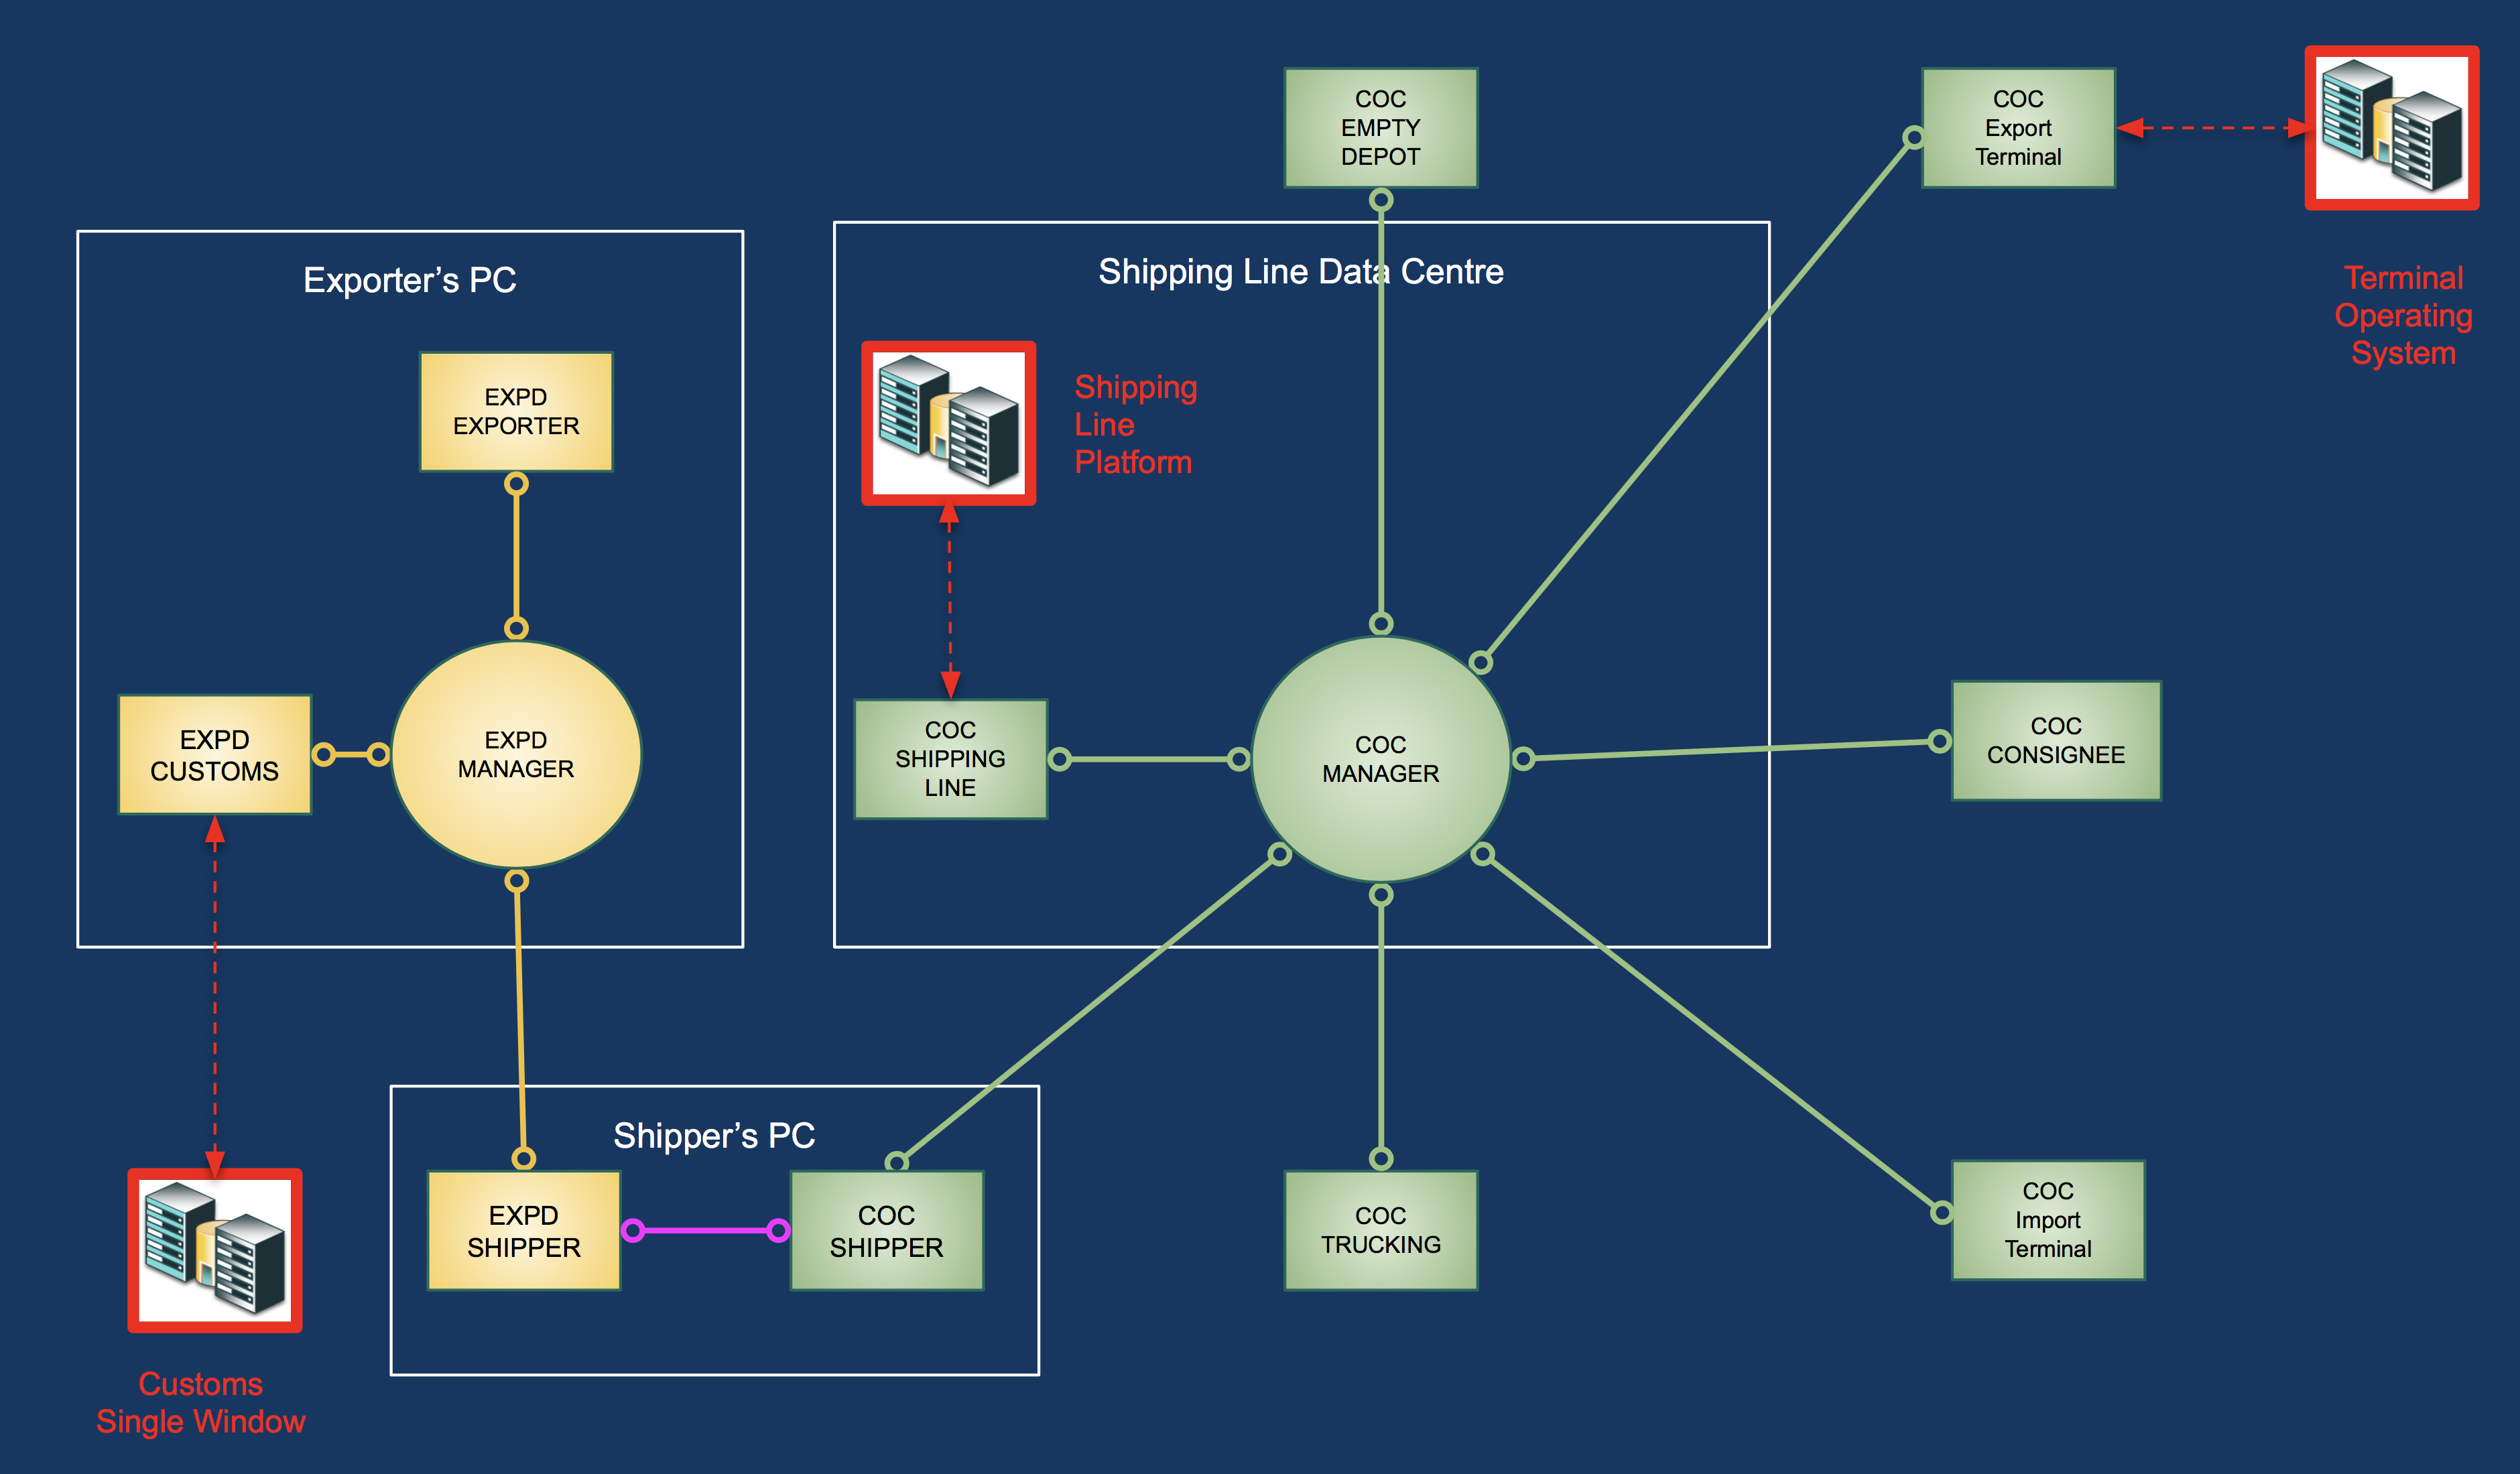 COC
EMPTY
DEPOT
COC
Export
Terminal
Terminal
Operating
System
Exporter’s PC
EXPD
EXPORTER
EXPD
CUSTOMS
EXPD
MANAGER
Shipping Line Data Centre
Shipping
Line
Platform
COC
SHIPPING
LINE
COC
MANAGER
COC
CONSIGNEE
Shipper’s PC
EXPD
SHIPPER
COC
SHIPPER
COC
TRUCKING
COC
Import
Terminal
Customs
Single Window